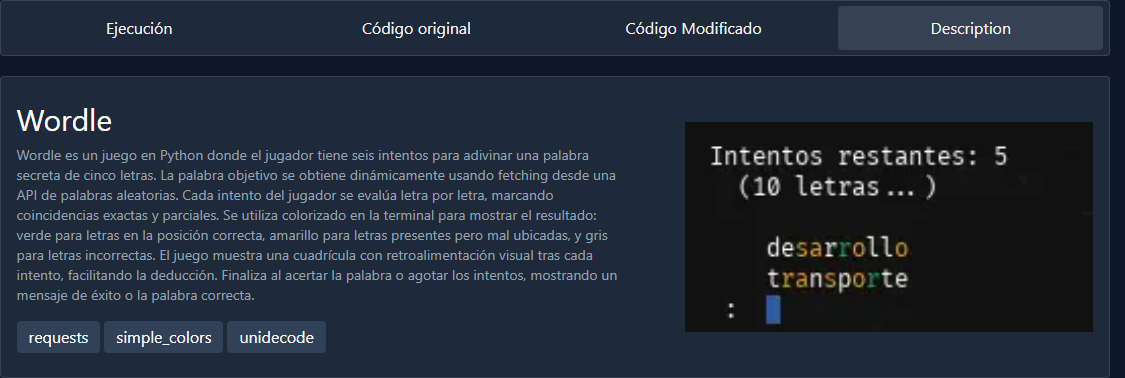 Ejecución
Código original
Código Modificado
Description
Wordle
Wordle es un juego en Python donde el jugador tiene seis intentos para adivinar una palabra
secreta de cinco letras. La palabra objetivo se obtiene dinámicamente usando fetching desde una
API de palabras aleatorias. Cada intento del jugador se evalúa letra por letra, marcando
coincidencias exactas y parciales. Se utiliza colorizado en la terminal para mostrar el resultado:
verde para letras en la posición correcta, amarillo para letras presentes pero mal ubicadas, y gris
para letras incorrectas. El juego muestra una cuadrícula con retroalimentación visual tras cada
intento, facilitando la deducción. Finaliza al acertar la palabra o agotar los intentos, mostrando un
mensaje de éxito o la palabra correcta.
requests simple_colors unidecode
Intentos restantes: 5
(10 letras...)
desarrollo
transporte
: